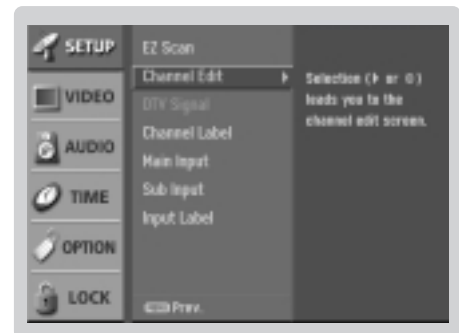 SETUP
VIDEO
AUDIO
TIME
OPTION
LOCK
EZ Scan
Channel Edit
DTV Signal
Channel Label
Main Input
Sub Input
Input Label
Prev.
Selection (▶ or ⊙)
leads you to the
channel edit screen.